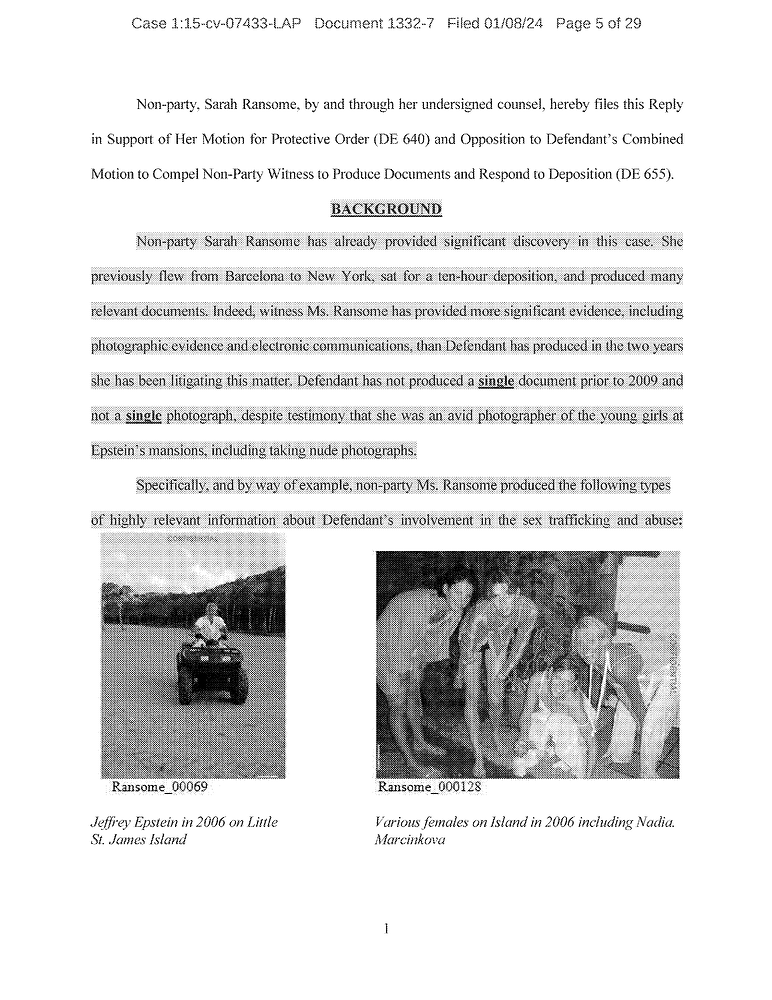 Case 1:15-cv-07433-LAP Document 1332-7 Filed 01/08/24 Page 5 of 29
Non-party, Sarah Ransome, by and through her undersigned counsel, hereby files this Reply
in Support of Her Motion for Protective Order (DE 640) and Opposition to Defendant's Combined
Motion to Compel Non-Party Witness to Produce Documents and Respond to Deposition (DE 655).
BACKGROUND
Non-party Sarah Ransome has already provided significant discovery in this case. She
previously flew from Barcelona to New York, sat for a ten-hour deposition, and produced many
relevant documents. Indeed, witness Ms. Ransome has provided more significant evidence, including
photographic evidence and electronic communications, than Defendant has produced in the two years
she has been litigating this matter. Defendant has not produced a single document prior to 2009 and
not a single photograph, despite testimony that she was an avid photographer of the young girls at
Epstein's mansions, including taking nude photographs.
Specifically, and by way of example, non-party Ms. Ransome produced the following types
of highly relevant information about Defendant's involvement in the sex trafficking and abuse:
CONFIDENTIAL
CONFIDENTIAL
Ransome_00069
Ransome_000128
Jeffrey Epstein in 2006 on Little
St. James Island
Various females on Island in 2006 including Nadia.
Marcinkova
1